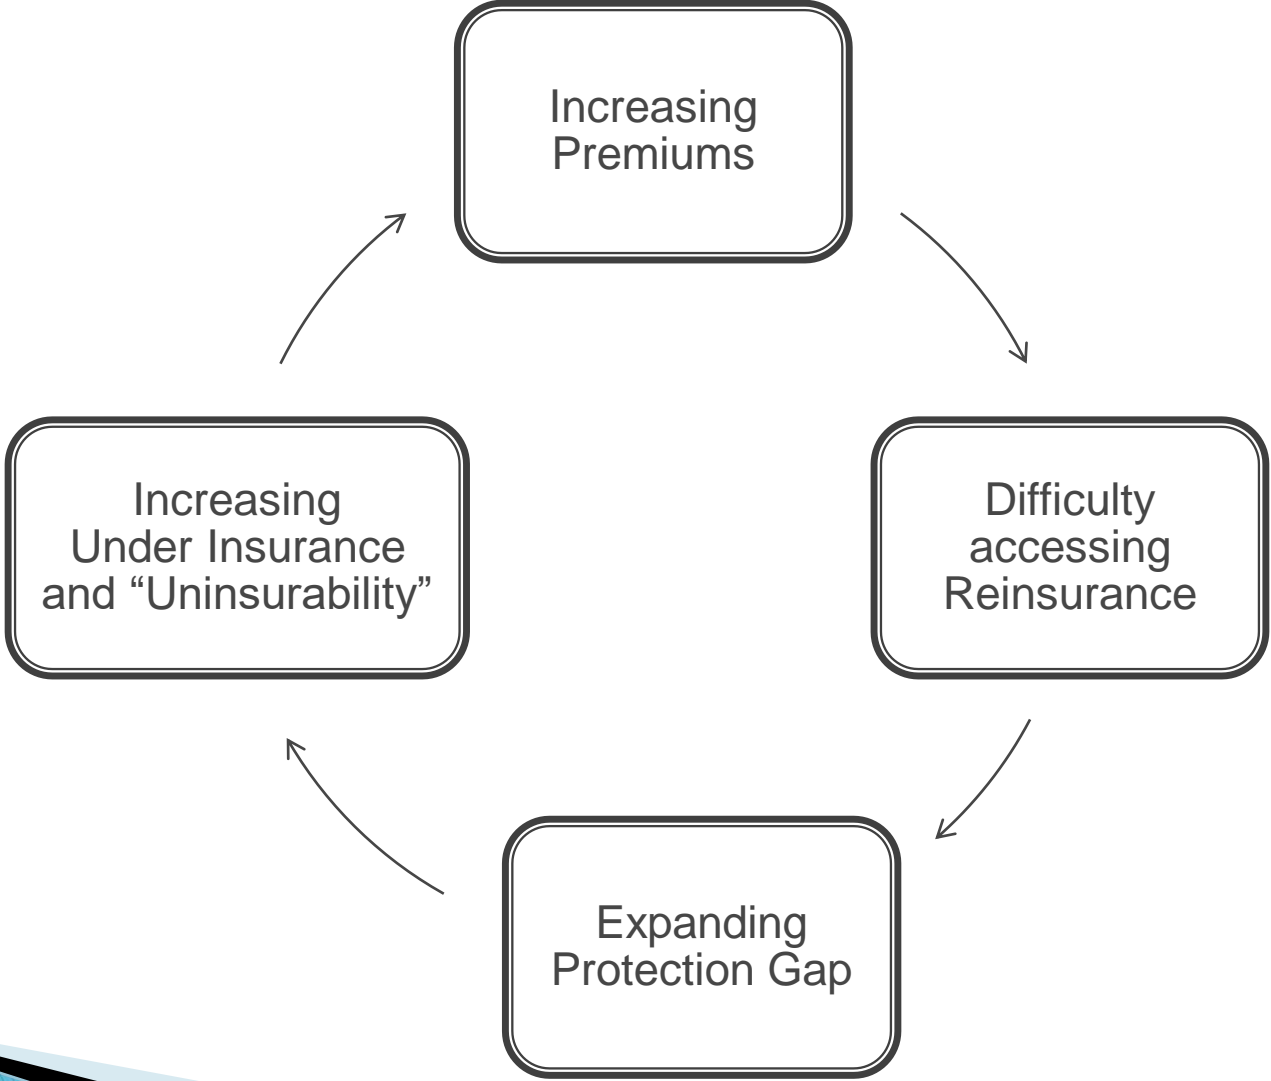 Increasing
Premiums
Difficulty
accessing
Reinsurance
Expanding
Protection Gap
Increasing
Under Insurance
and “Uninsurability”